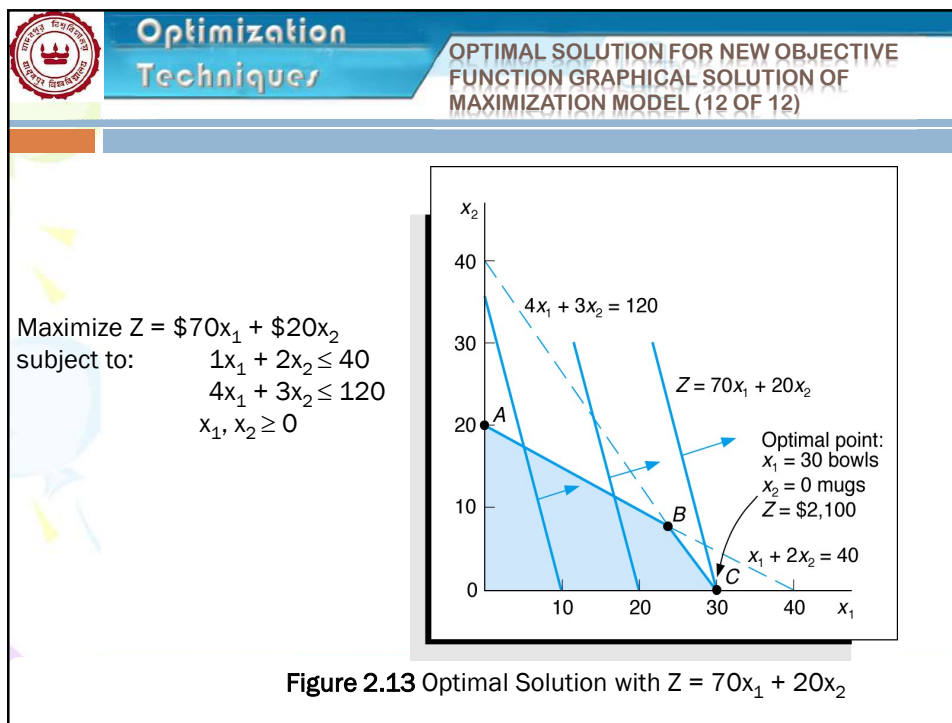 Optimization
Techniques
OPTIMAL SOLUTION FOR NEW OBJECTIVE
FUNCTION GRAPHICAL SOLUTION OF
MAXIMIZATION MODEL (12 OF 12)
Maximize Z = $70x₁ + $20x₂
subject to: 1x₁ + 2x₂ ≤ 40
4x₁ + 3x₂ ≤ 120
x₁, x₂ ≥ 0
x₂
40
30
20
10
0
10
20
30
40
x₁
4x₁ + 3x₂ = 120
Z = 70x₁ + 20x₂
A
B
C
Optimal point:
x₁ = 30 bowls
x₂ = 0 mugs
Z = $2,100
x₁ + 2x₂ = 40
Figure 2.13 Optimal Solution with Z = 70x₁ + 20x₂